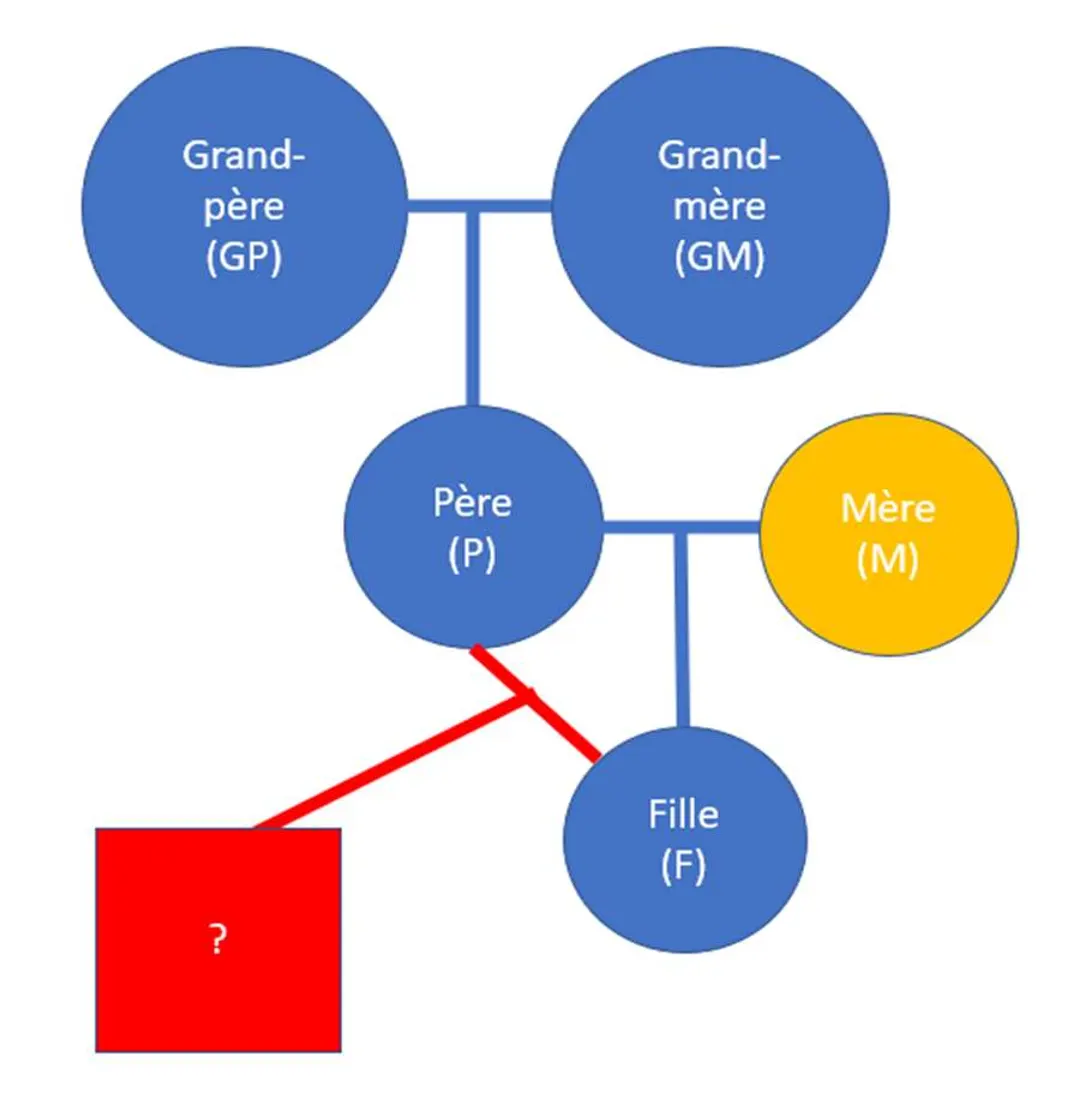 Grand-
père
(GP)
Grand-
mère
(GM)
Père
(P)
Mère
(M)
Fille
(F)
?